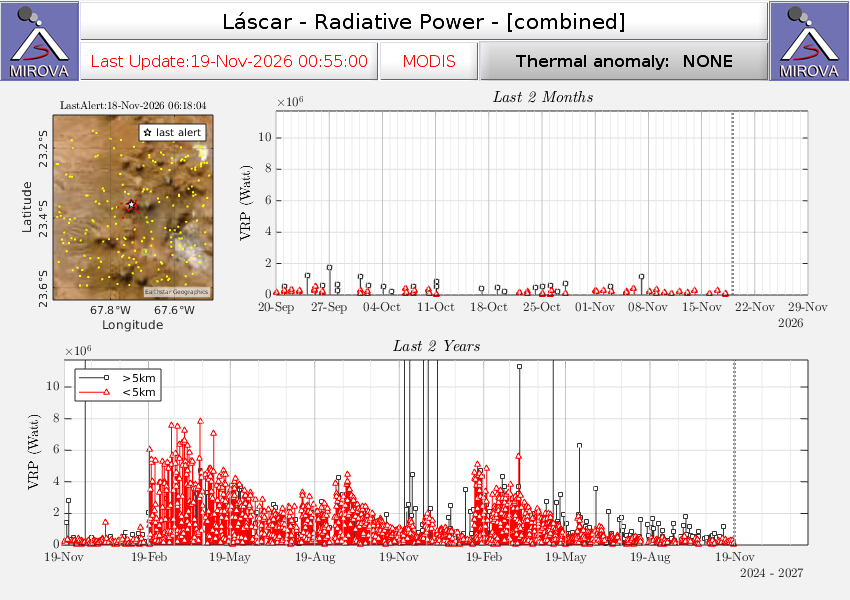 Láscar - Radiative Power - [combined]
MIROVA
Last Update:19-Nov-2026 00:55:00
MODIS
Thermal anomaly: NONE
MIROVA
LastAlert:18-Nov-2026 06:18:04
last alert
23.2°S
23.4°S
23.6°S
Latitude
Earthstar Geographics
67.8°W
67.6°W
Longitude
Last 2 Months
×10⁶
VRP (Watt)
10
8
6
4
2
0
20-Sep
27-Sep
04-Oct
11-Oct
18-Oct
25-Oct
01-Nov
08-Nov
15-Nov
22-Nov
29-Nov
2026
Last 2 Years
×10⁶
>5km
<5km
VRP (Watt)
10
8
6
4
2
0
19-Nov
19-Feb
19-May
19-Aug
19-Nov
19-Feb
19-May
19-Aug
19-Nov
2024 - 2027